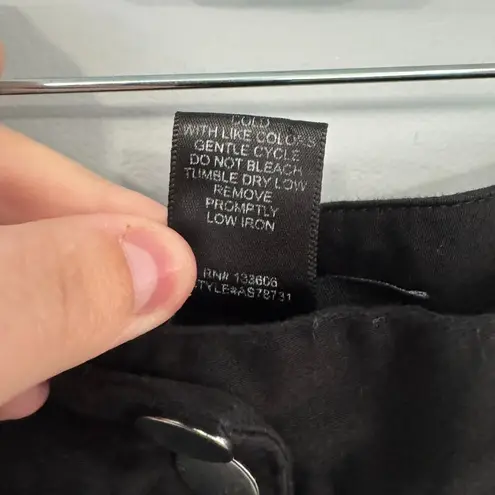 COLD
WITH LIKE COLORS
GENTLE CYCLE
DO NOT BLEACH
TUMBLE DRY LOW
REMOVE
PROMPTLY
LOW IRON
RN# 133606
STYLE#AS78731